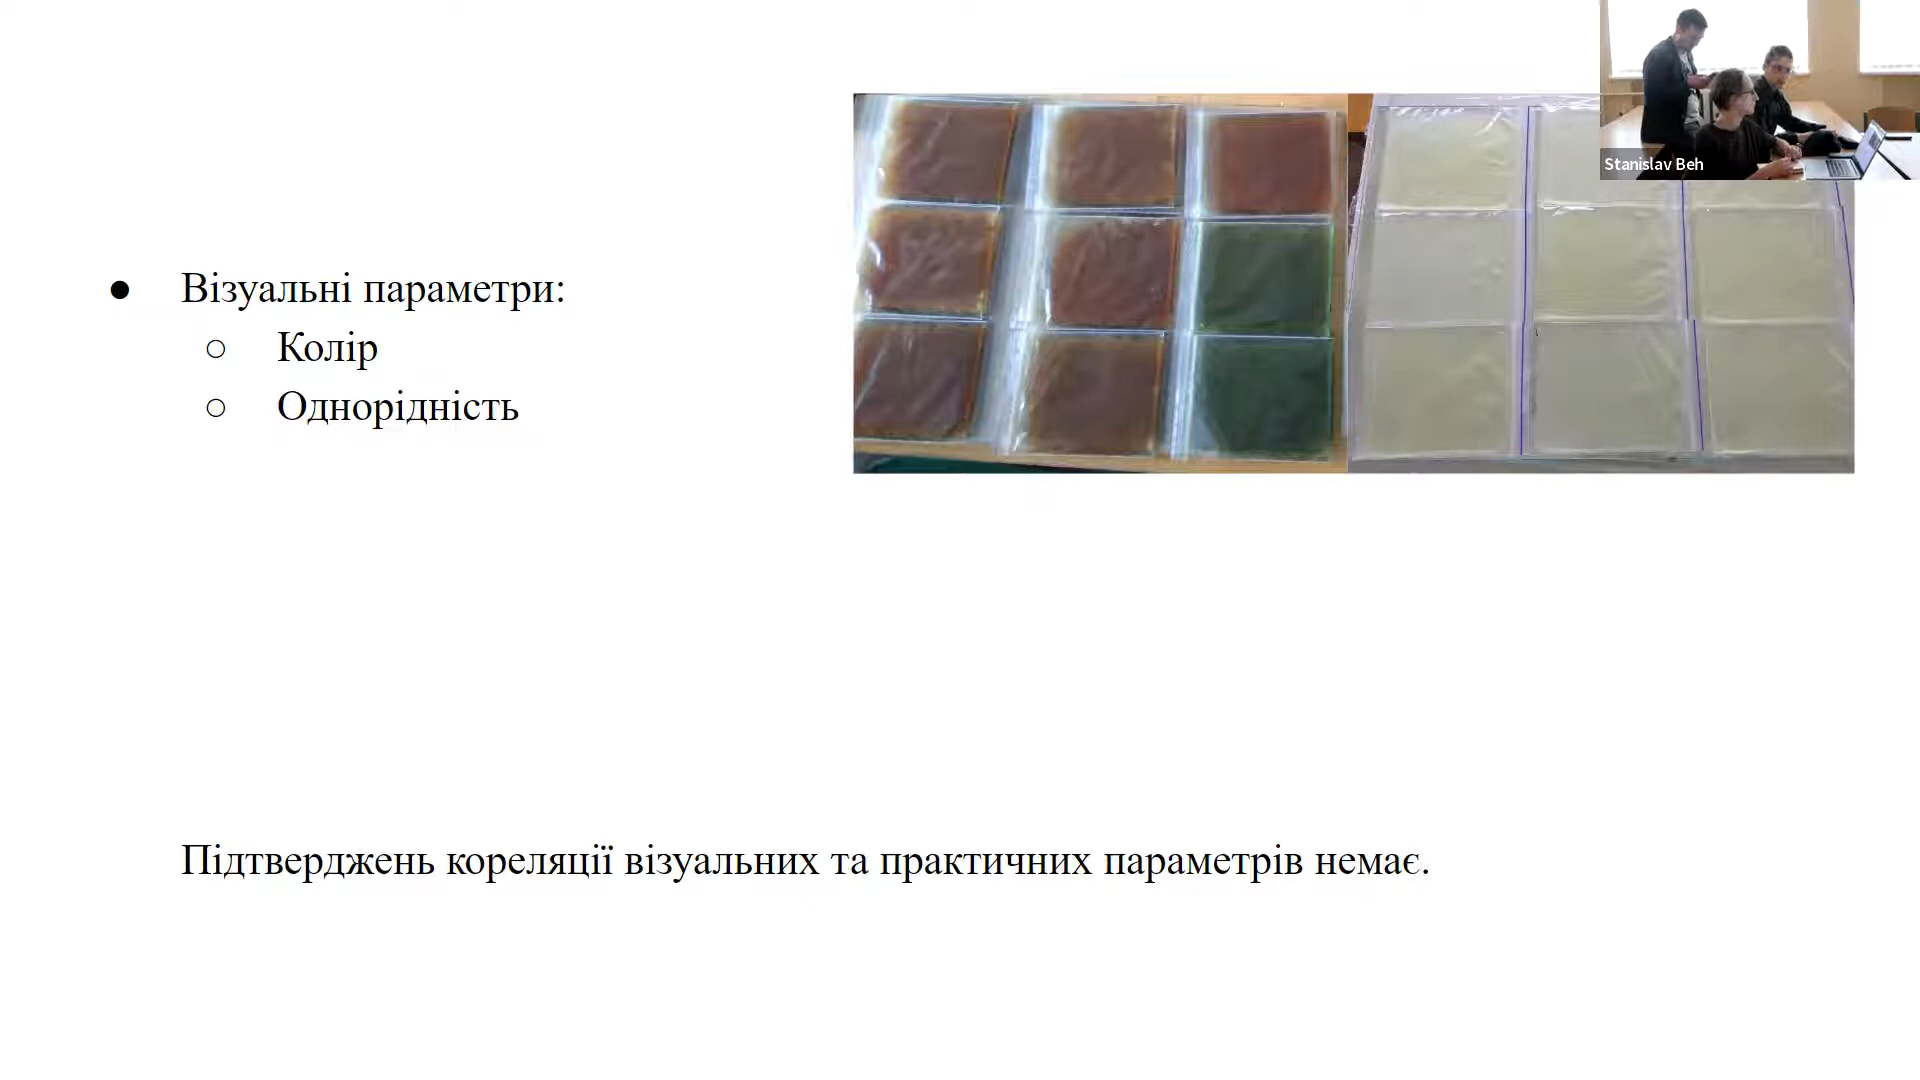 Stanislav Beh
● Візуальні параметри:
○ Колір
○ Однорідність
Підтверджень кореляції візуальних та практичних параметрів немає.